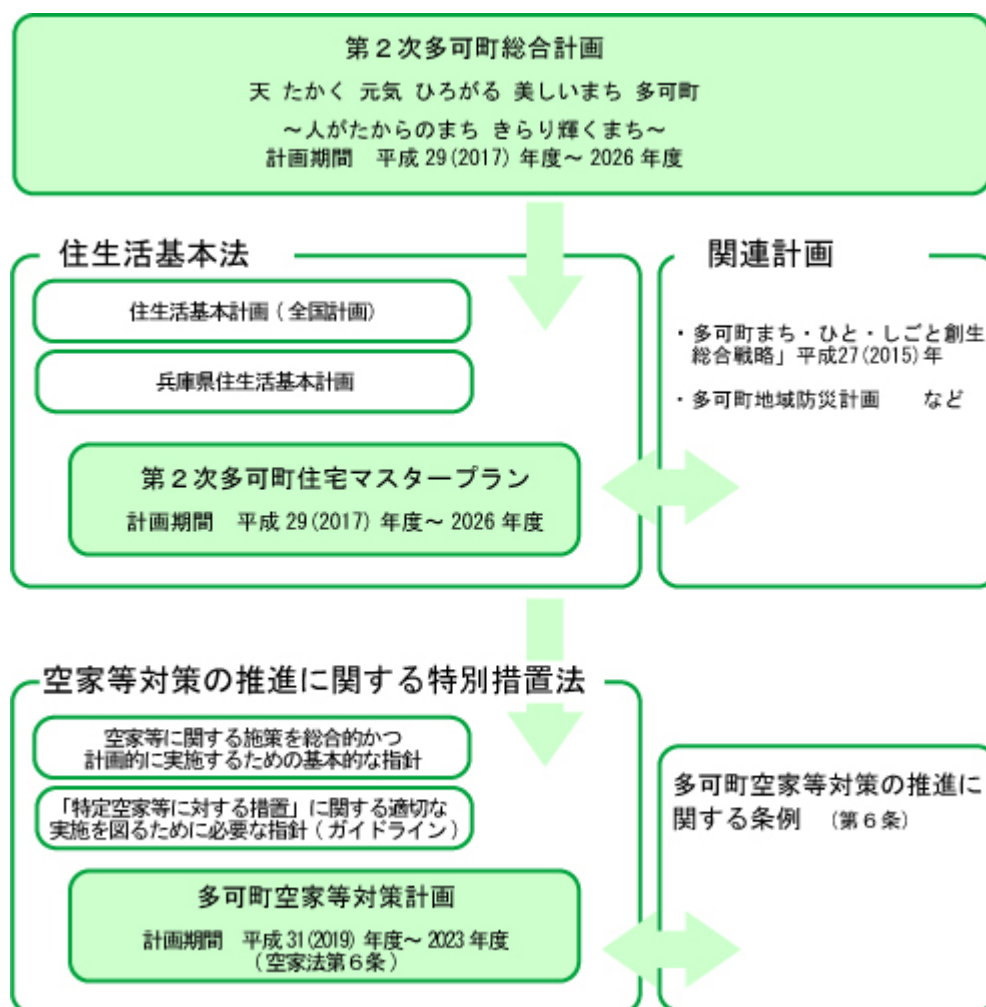 第２次多可町総合計画
天 たかく 元気 ひろがる 美しいまち 多可町
～人がたからのまち きらり輝くまち～
計画期間　平成 29(2017) 年度～ 2026 年度
住生活基本法
住生活基本計画 ( 全国計画)
兵庫県住生活基本計画
第２次多可町住宅マスタープラン
計画期間　平成 29(2017) 年度～ 2026 年度
関連計画
・多可町まち・ひと・しごと創生
総合戦略」平成27(2015)年
・多可町地域防災計画　　など
空家等対策の推進に関する特別措置法
空家等に関する施策を総合的かつ
計画的に実施するための基本的な指針
「特定空家等に対する措置」に関する適切な
実施を図るために必要な指針 ( ガイドライン )
多可町空家等対策計画
計画期間　平成 31(2019) 年度～ 2023 年度
（空家法第６条）
多可町空家等対策の推進に
関する条例　（第６条）